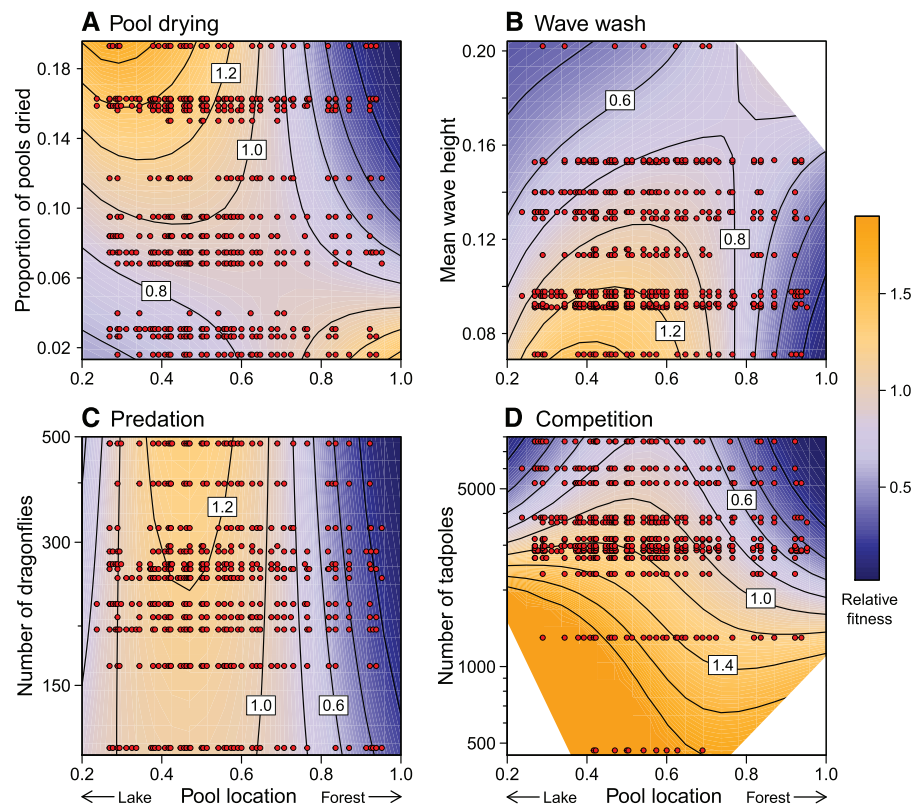 A Pool drying
Proportion of pools dried
0.18
0.14
0.10
0.06
0.02
1.2
1.0
0.8
0.2 0.4 0.6 0.8 1.0
B Wave wash
Mean wave height
0.20
0.16
0.12
0.08
0.6
0.8
1.2
0.2 0.4 0.6 0.8 1.0
C Predation
Number of dragonflies
500
300
150
1.2
1.0 0.6
0.2 0.4 0.6 0.8 1.0
D Competition
Number of tadpoles
5000
1000
500
0.6
1.0
1.4
0.2 0.4 0.6 0.8 1.0
Lake Pool location Forest
Lake Pool location Forest
1.5
1.0
0.5
Relative
fitness